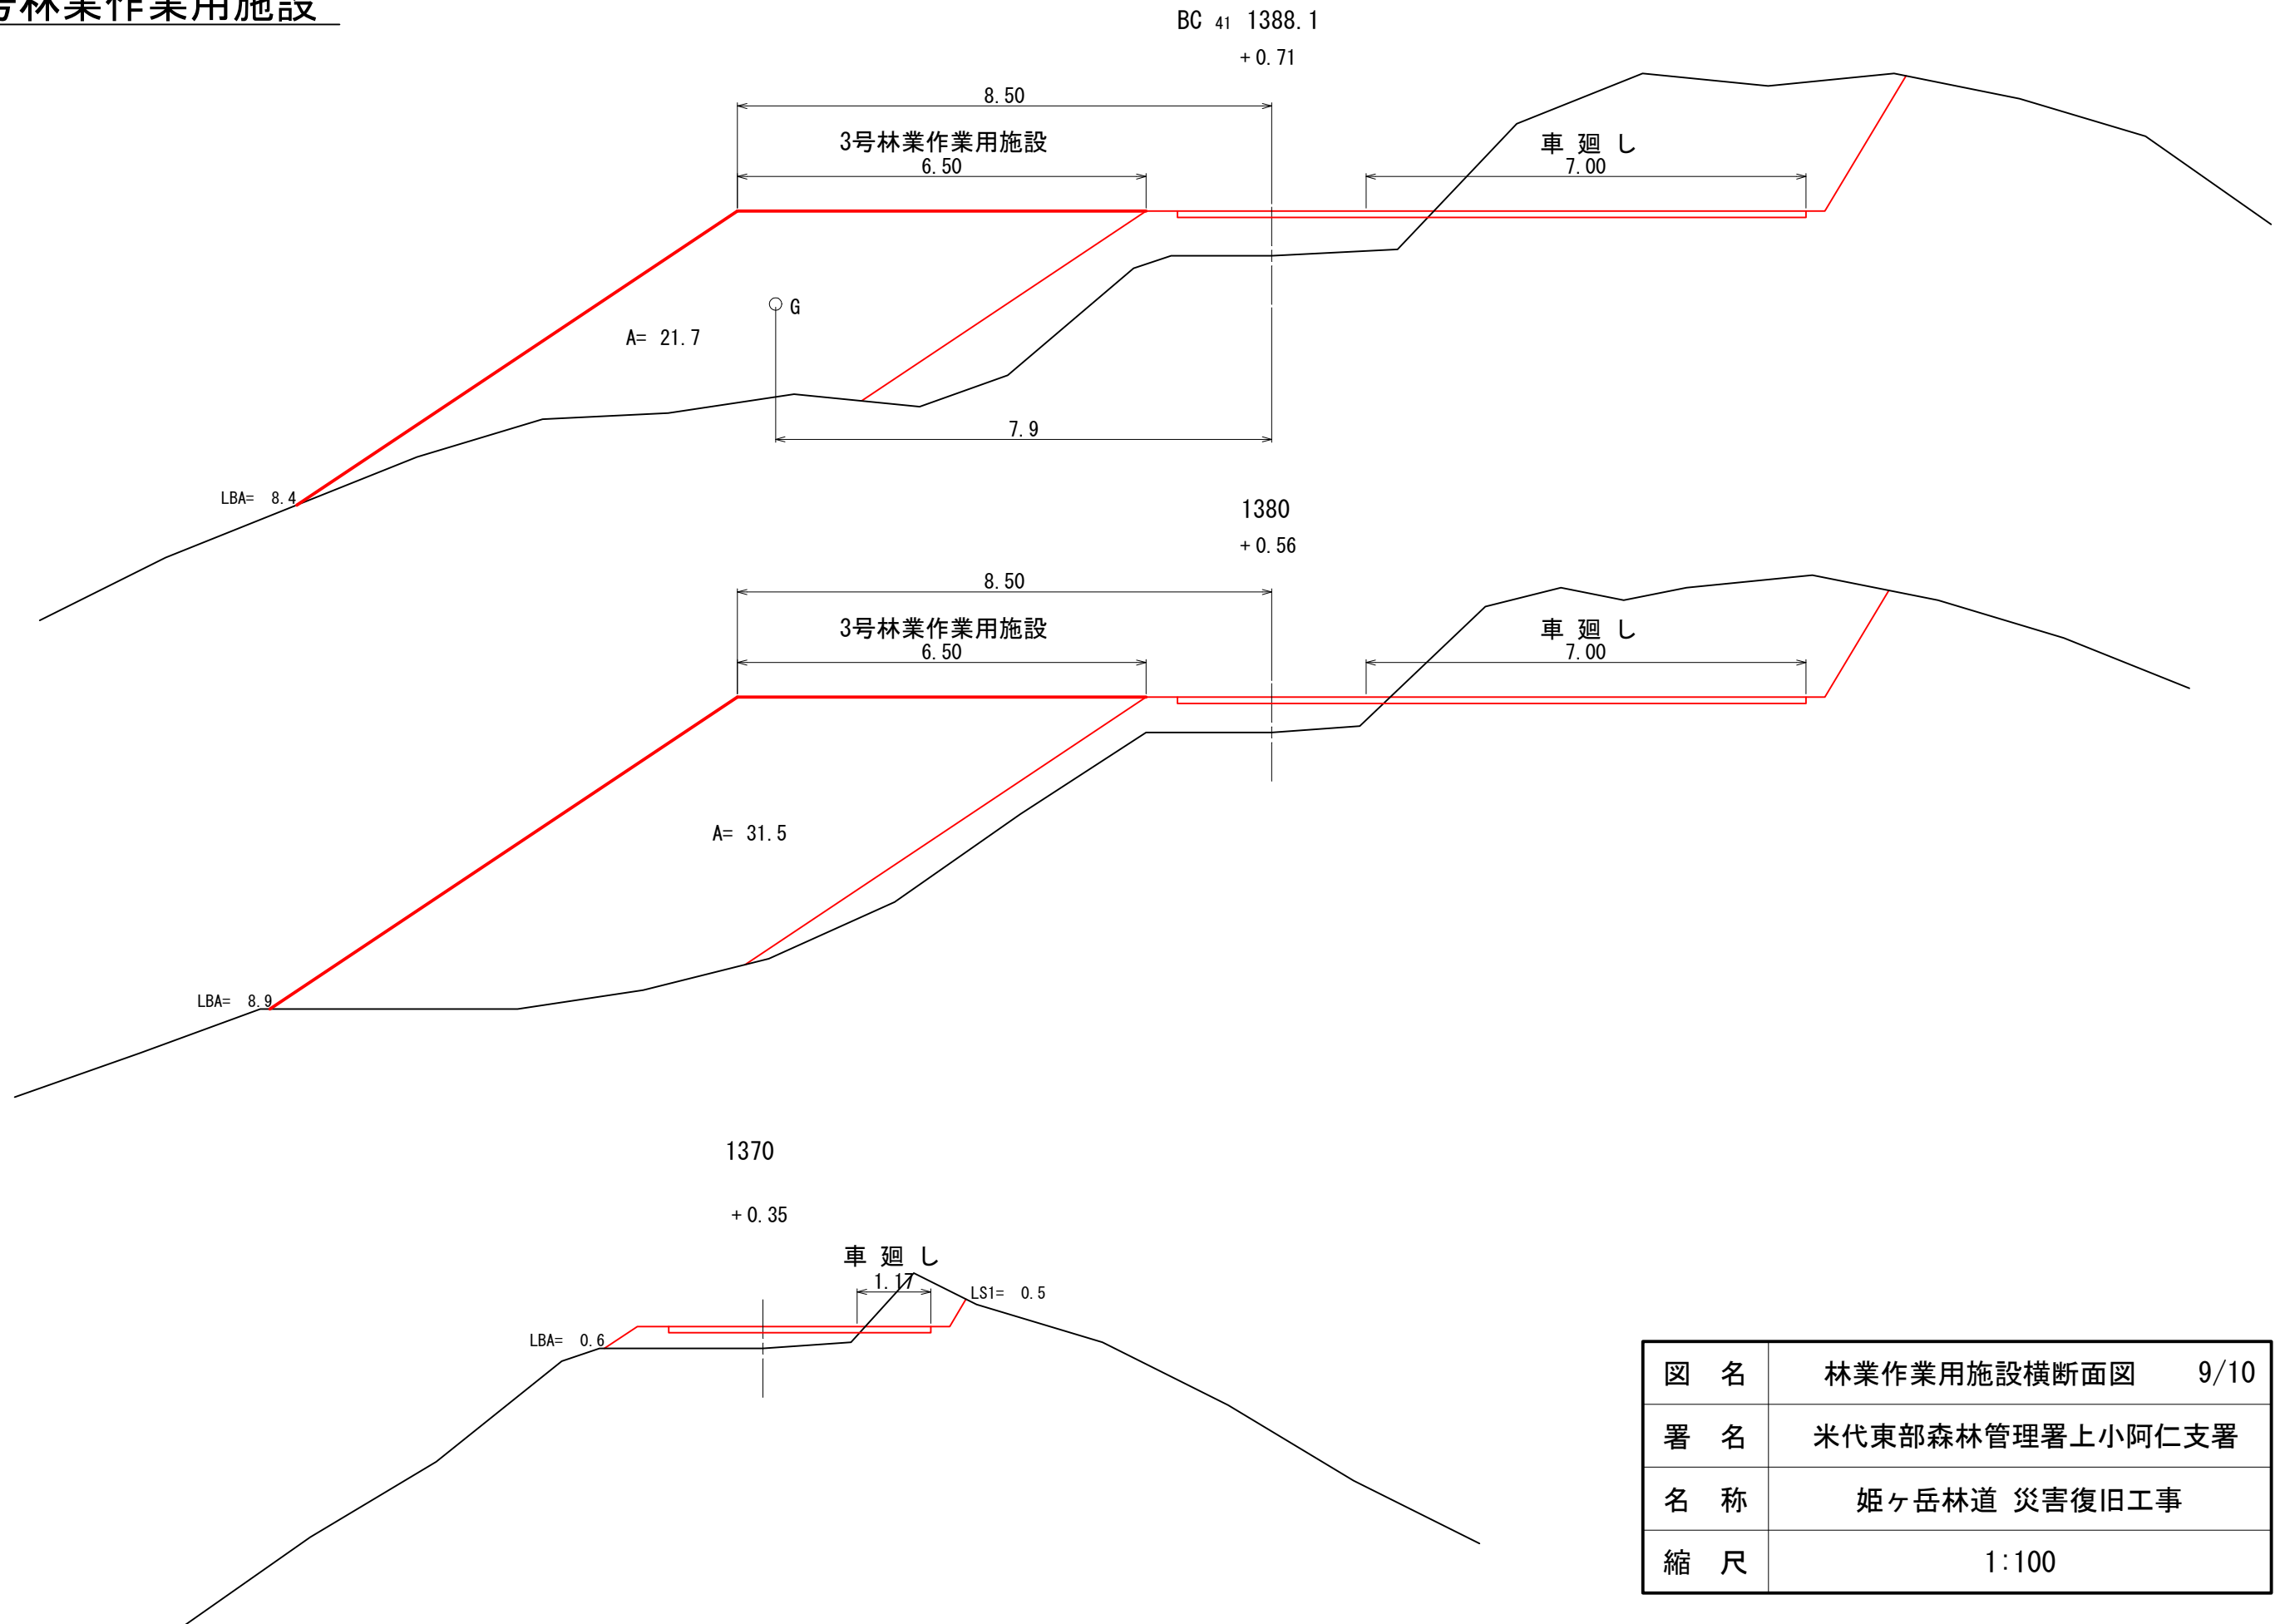 号林業作業用施設
BC 41 1388.1
+0.71
8.50
3号林業作業用施設
6.50
車 廻 し
7.00
G
A= 21.7
7.9
LBA= 8.4
1380
+0.56
8.50
3号林業作業用施設
6.50
車 廻 し
7.00
A= 31.5
LBA= 8.9
1370
+0.35
車 廻 し
1.17
LS1= 0.5
LBA= 0.6
図 名 林業作業用施設横断面図 9/10
署 名 米代東部森林管理署上小阿仁支署
名 称 姫ヶ岳林道 災害復旧工事
縮 尺 1:100